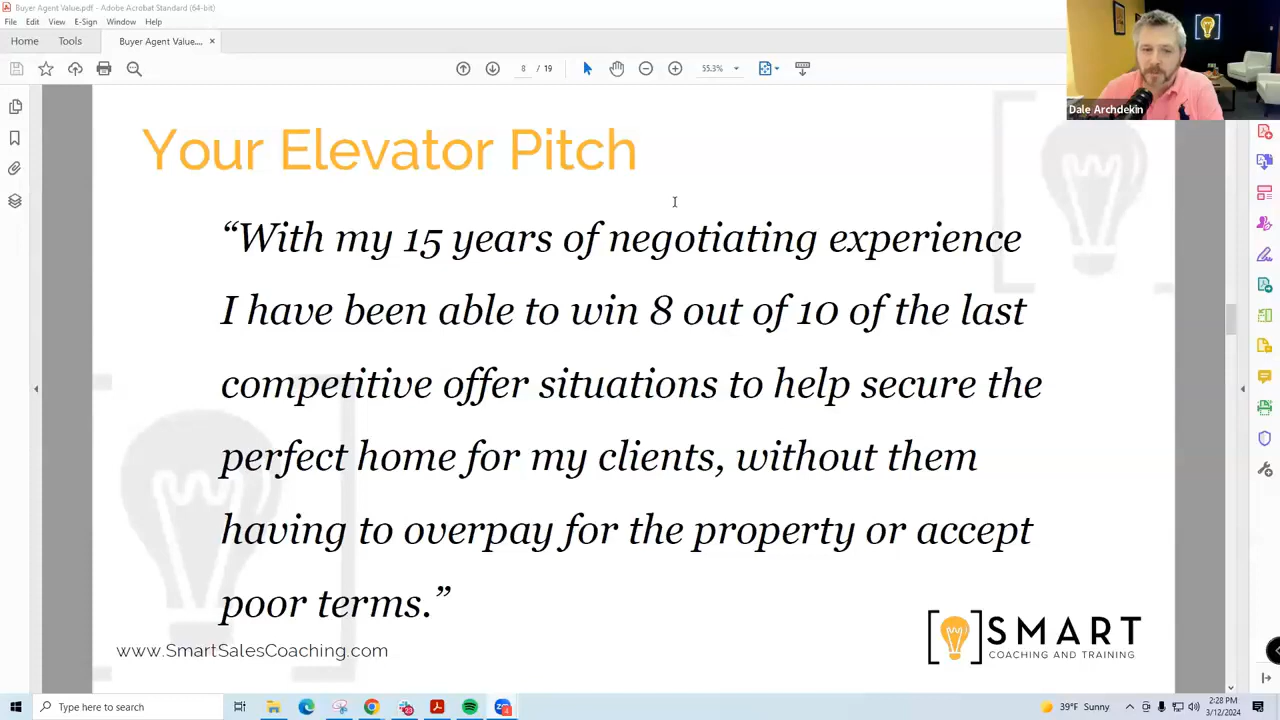 Buyer Agent Value.pdf - Adobe Acrobat Standard (64-bit)
File Edit View E-Sign Window Help
Home Tools Buyer Agent Value.... ×
8 / 19 55.3%
Dale Archdekin
Your Elevator Pitch
“With my 15 years of negotiating experience
I have been able to win 8 out of 10 of the last
competitive offer situations to help secure the
perfect home for my clients, without them
having to overpay for the property or accept
poor terms.”
www.SmartSalesCoaching.com
SMART
COACHING AND TRAINING
Type here to search
39°F Sunny
2:28 PM
3/12/2024